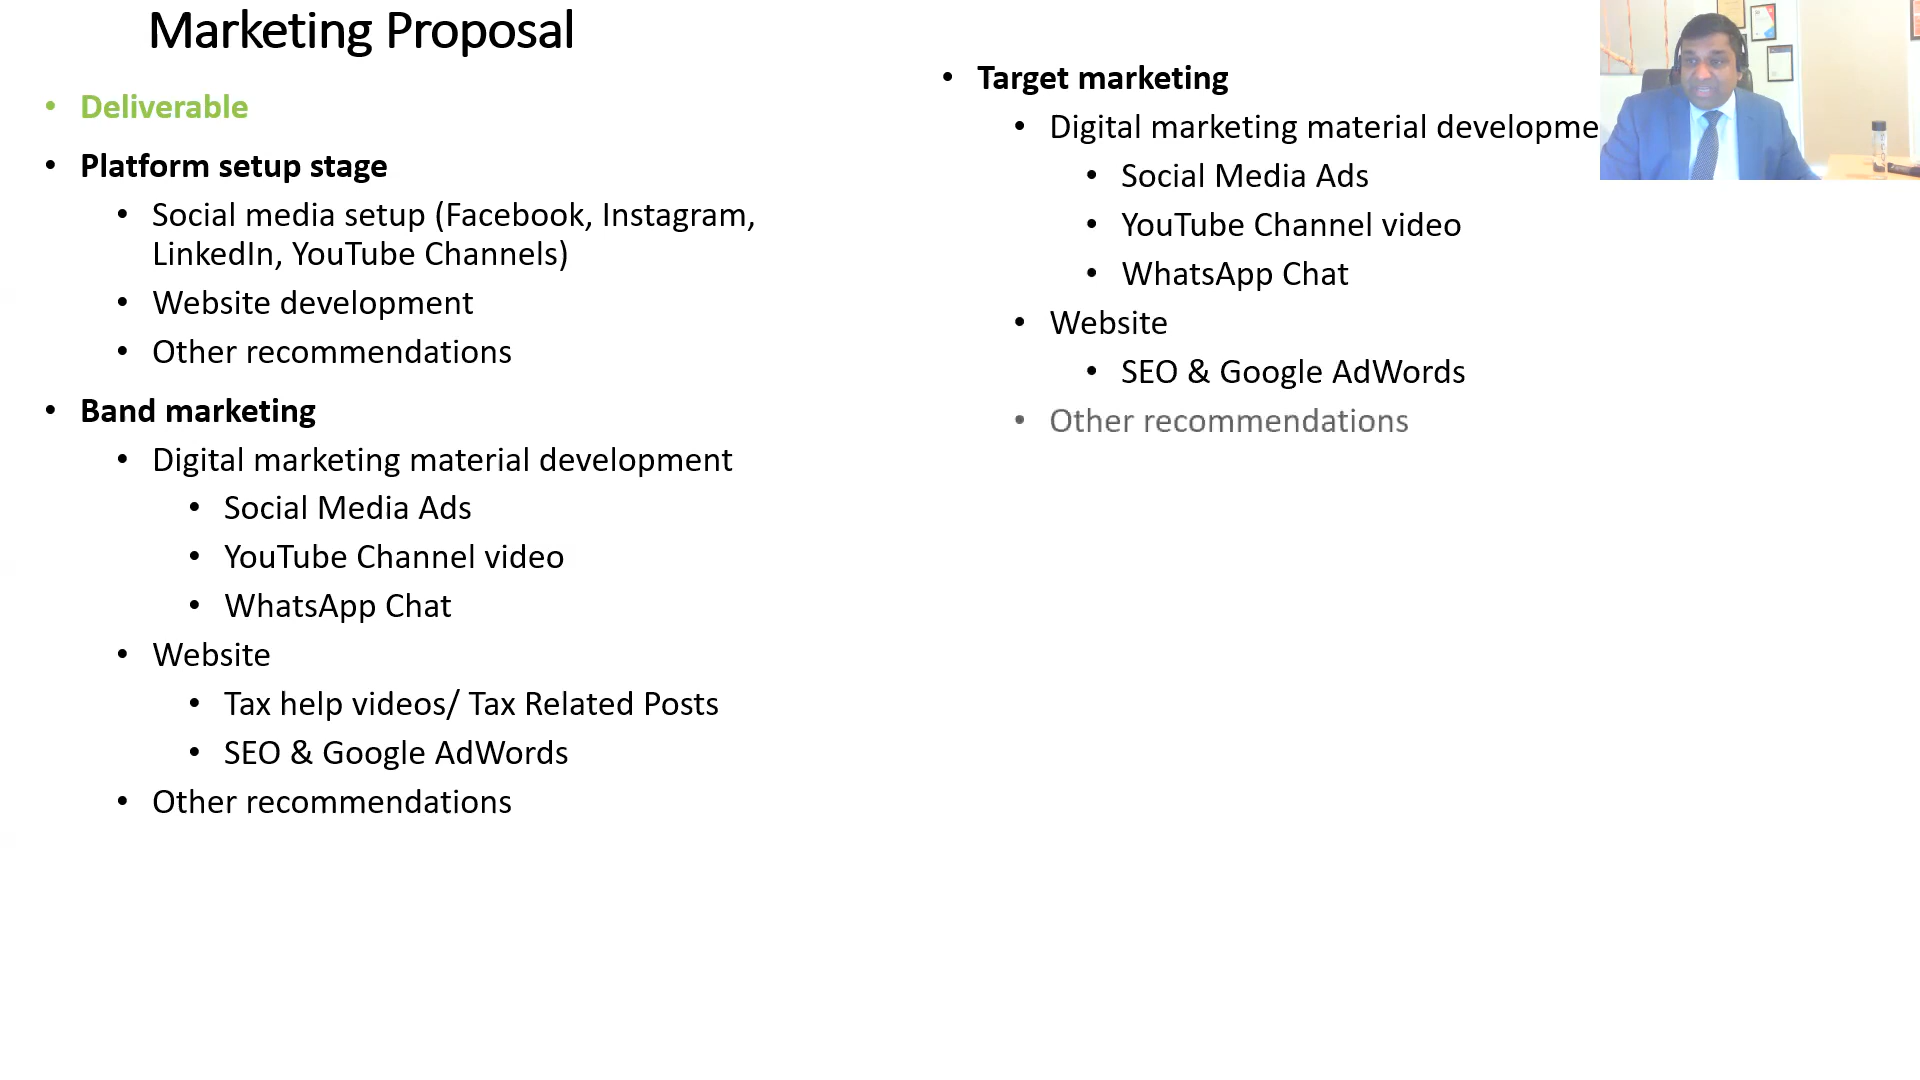 Marketing Proposal
• Deliverable
• Platform setup stage
• Social media setup (Facebook, Instagram,
LinkedIn, YouTube Channels)
• Website development
• Other recommendations
• Band marketing
• Digital marketing material development
• Social Media Ads
• YouTube Channel video
• WhatsApp Chat
• Website
• Tax help videos/ Tax Related Posts
• SEO & Google AdWords
• Other recommendations
• Target marketing
• Digital marketing material developme
• Social Media Ads
• YouTube Channel video
• WhatsApp Chat
• Website
• SEO & Google AdWords
• Other recommendations